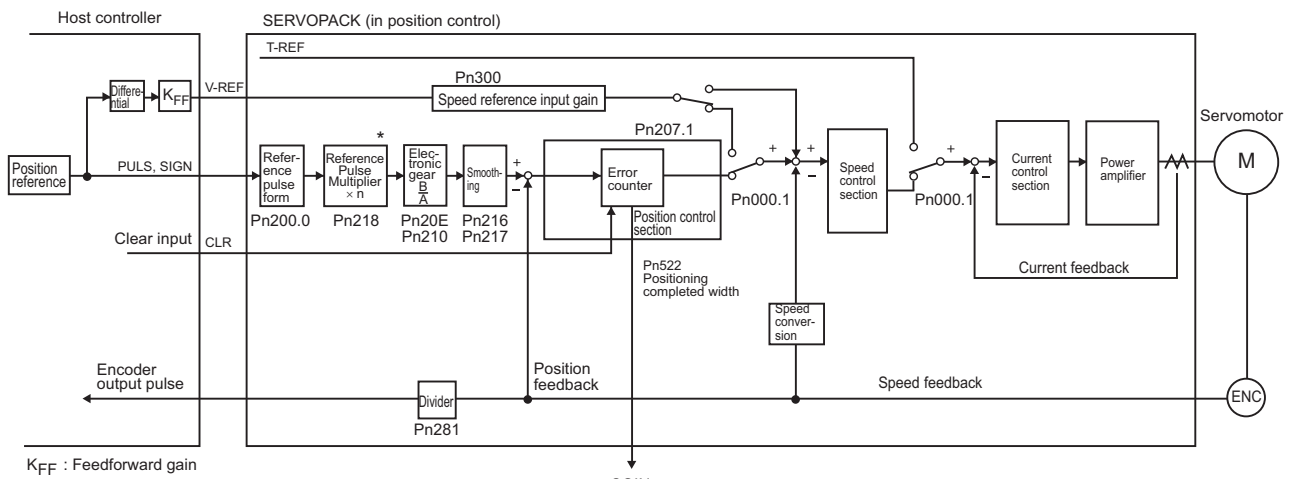 Host controller
SERVOPACK (in position control)
T-REF
Pn300
Differe-
ntial
KFF
V-REF
Speed reference input gain
Servomotor
*
Pn207.1
Position
reference
PULS, SIGN
Refer-
ence
pulse
form
Reference
Pulse
Multiplier
× n
Elec-
tronic
gear
B
A
Smooth-
ing
+
−
Error
counter
Position control
section
+
+
−
Speed
control
section
+
−
Current
control
section
Power
amplifier
M
Pn200.0
Pn218
Pn20E
Pn210
Pn216
Pn217
Pn000.1
Pn000.1
Clear input
CLR
Pn522
Positioning
completed width
Current feedback
Speed
conver-
sion
Encoder
output pulse
Position
feedback
Speed feedback
Divider
ENC
Pn281
KFF : Feedforward gain